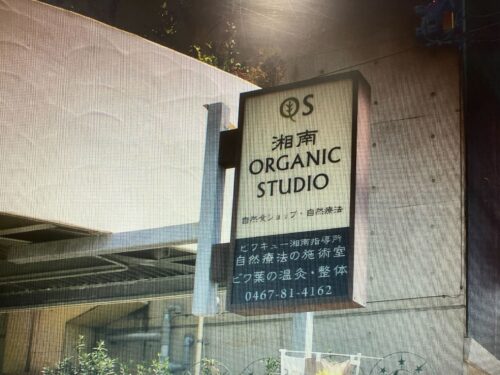 OS
湘南
ORGANIC
STUDIO
自然食ショップ・自然療法
ビワキュー湘南指導所
自然療法の施術室
ビワ葉の温灸・整体
0467-81-4162